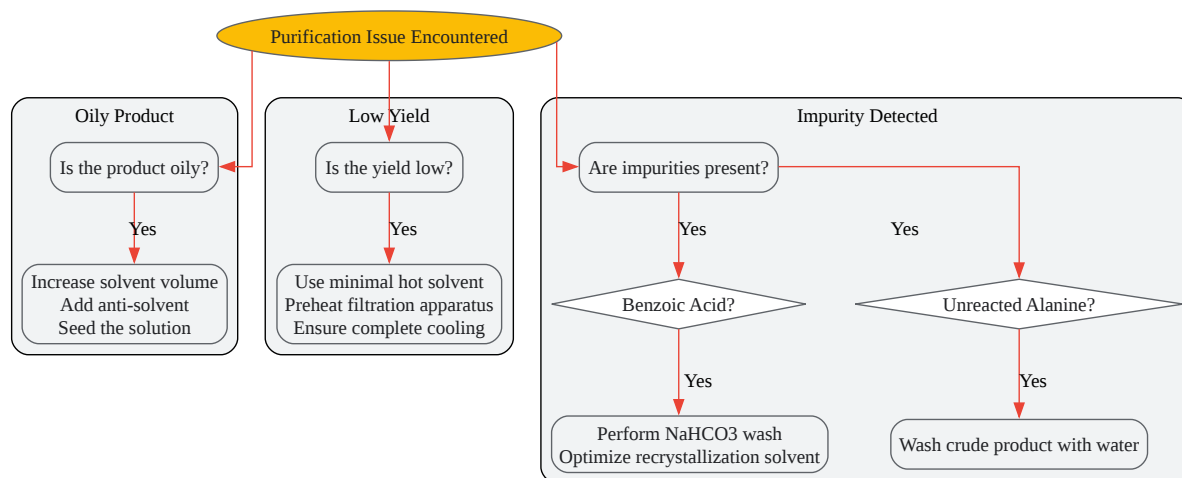 Purification Issue Encountered
Oily Product
Is the product oily?
Yes
Increase solvent volume
Add anti-solvent
Seed the solution
Low Yield
Is the yield low?
Yes
Use minimal hot solvent
Preheat filtration apparatus
Ensure complete cooling
Impurity Detected
Are impurities present?
Yes
Yes
Benzoic Acid?
Unreacted Alanine?
Yes
Yes
Perform NaHCO3 wash
Optimize recrystallization solvent
Wash crude product with water